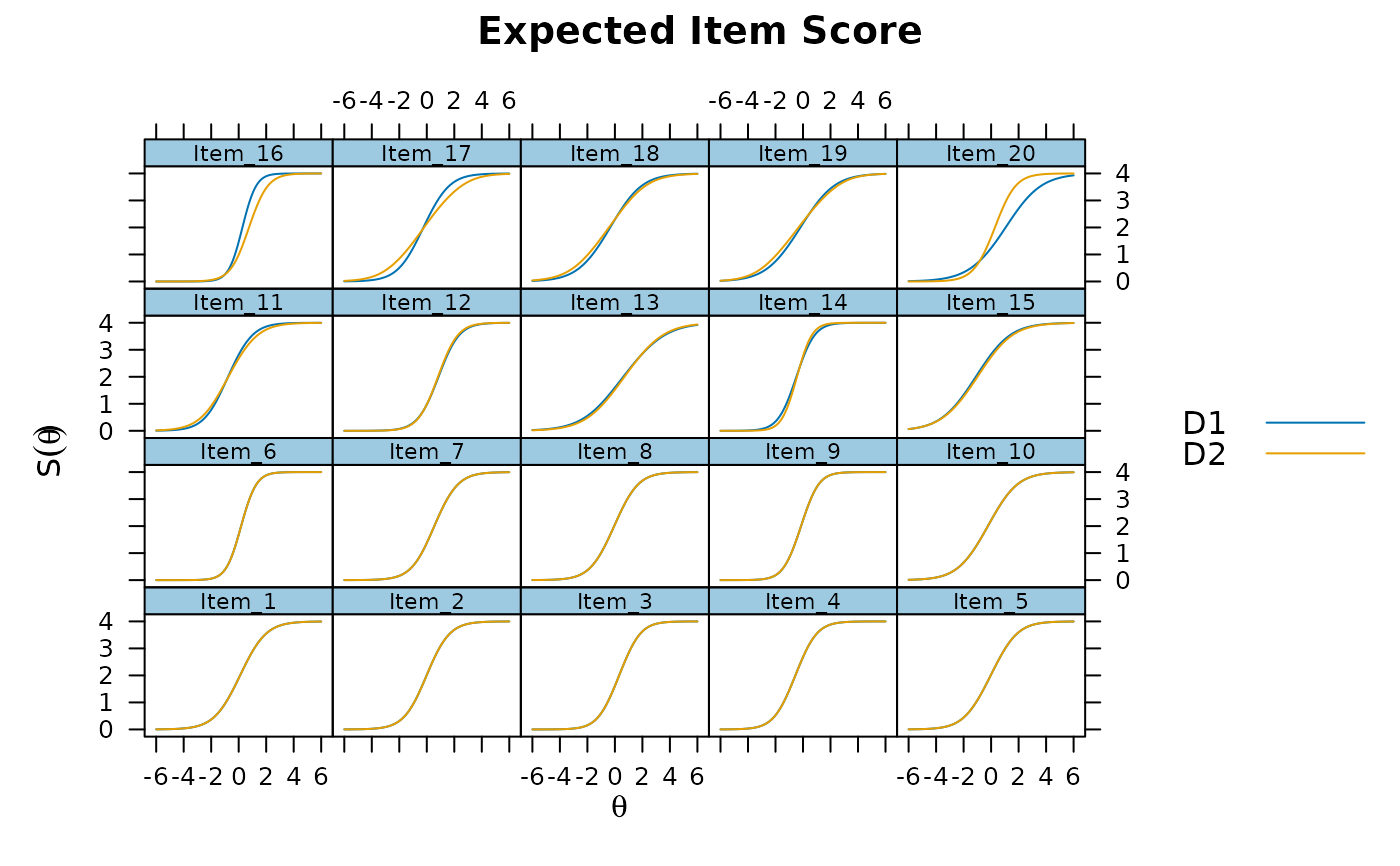 Expected Item Score
-6 -4 -2 0 2 4 6 -6 -4 -2 0 2 4 6
Item_16 Item_17 Item_18 Item_19 Item_20
4
3
2
1
0
Item_11 Item_12 Item_13 Item_14 Item_15
4
3
2
1
0
Item_6 Item_7 Item_8 Item_9 Item_10
4
3
2
1
0
Item_1 Item_2 Item_3 Item_4 Item_5
4
3
2
1
0
-6 -4 -2 0 2 4 6 -6 -4 -2 0 2 4 6 -6 -4 -2 0 2 4 6
θ
S(θ)
D1
D2